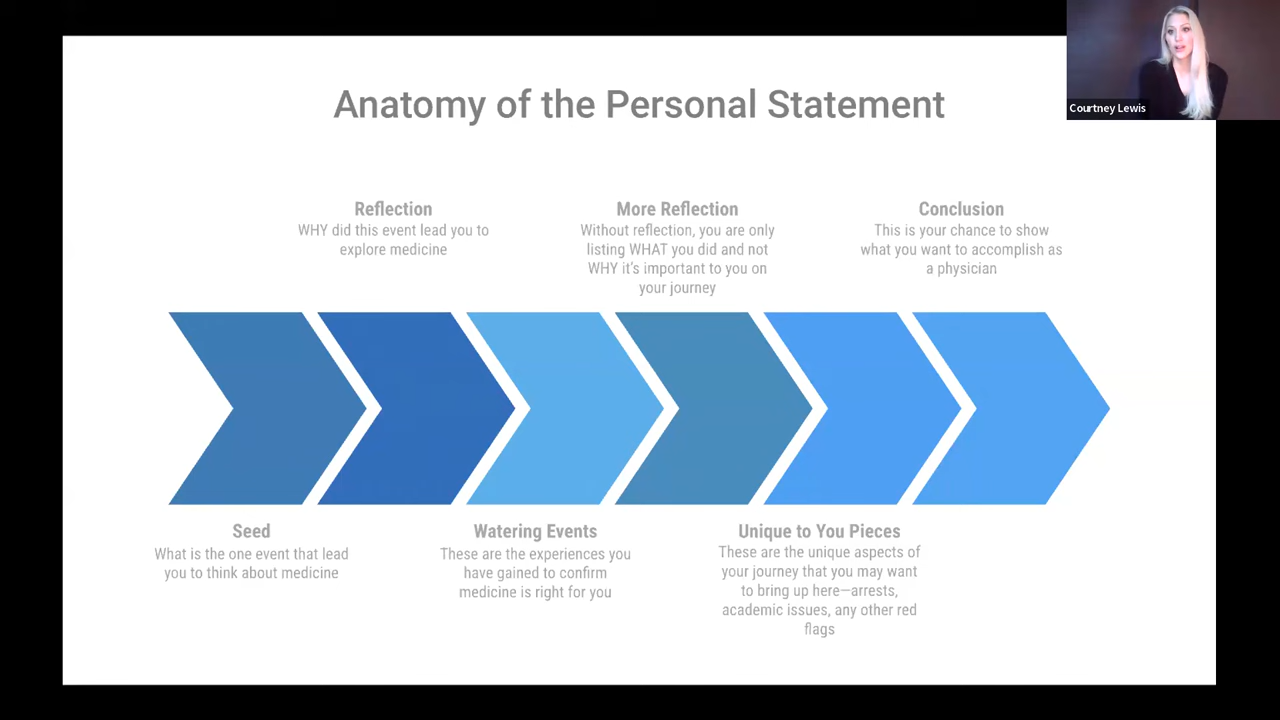 Courtney Lewis
Anatomy of the Personal Statement
Reflection
WHY did this event lead you to
explore medicine
More Reflection
Without reflection, you are only
listing WHAT you did and not
WHY it's important to you on
your journey
Conclusion
This is your chance to show
what you want to accomplish as
a physician
Seed
What is the one event that lead
you to think about medicine
Watering Events
These are the experiences you
have gained to confirm
medicine is right for you
Unique to You Pieces
These are the unique aspects of
your journey that you may want
to bring up here—arrests,
academic issues, any other red
flags